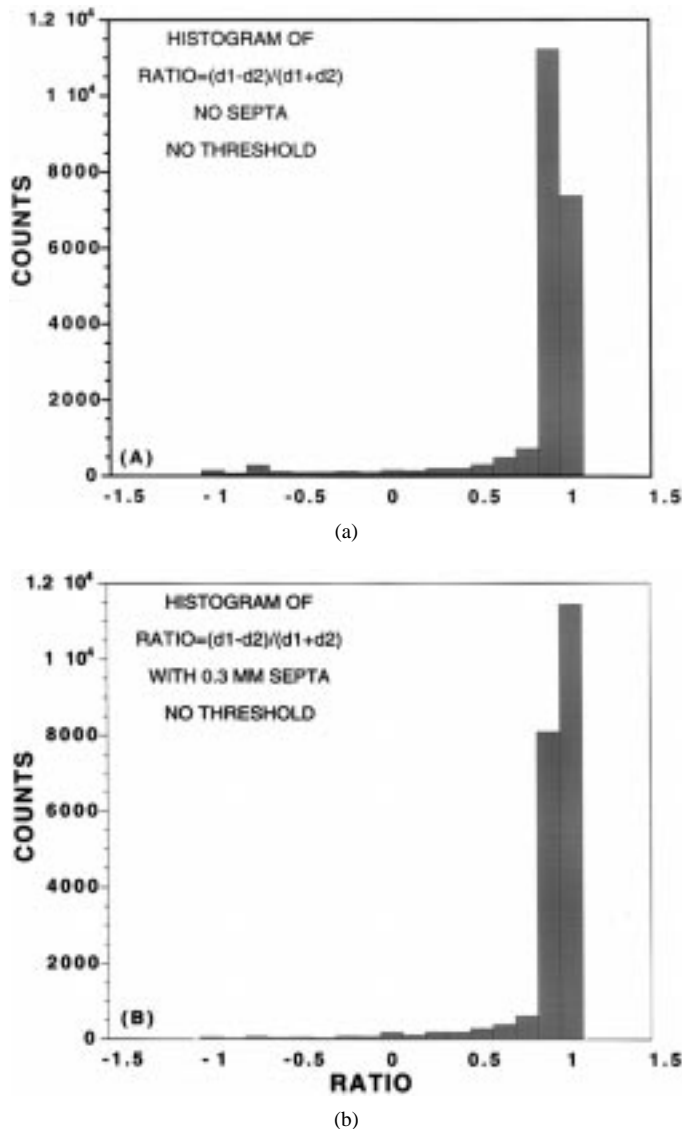 1.2 10⁴
HISTOGRAM OF
RATIO=(d1-d2)/(d1+d2)
NO SEPTA
NO THRESHOLD
1 10⁴
8000
6000
4000
2000
0
COUNTS
(A)
-1.5 -1 -0.5 0 0.5 1 1.5
(a)
1.2 10⁴
HISTOGRAM OF
RATIO=(d1-d2)/(d1+d2)
WITH 0.3 MM SEPTA
NO THRESHOLD
1 10⁴
8000
6000
4000
2000
0
COUNTS
(B)
-1.5 -1 -0.5 0 0.5 1 1.5
RATIO
(b)